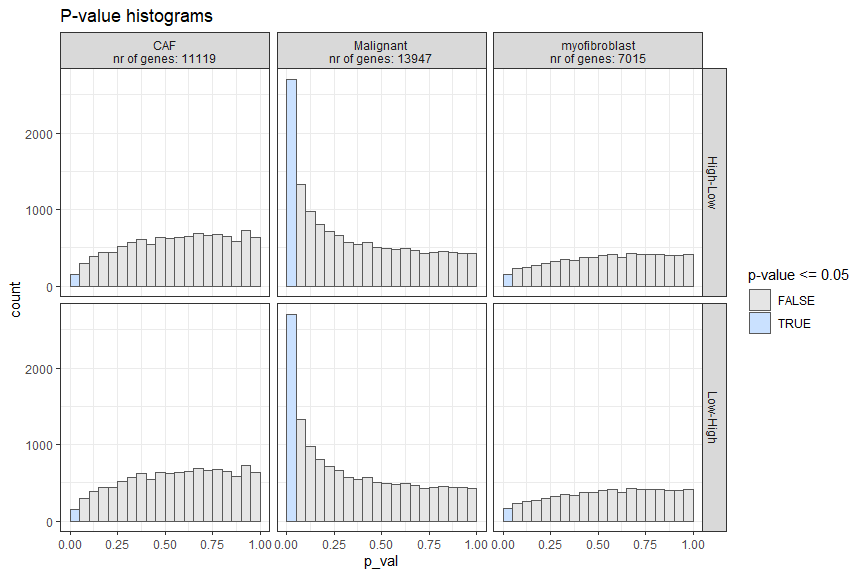 P-value histograms
CAF
nr of genes: 11119
Malignant
nr of genes: 13947
myofibroblast
nr of genes: 7015
High-Low
Low-High
count
2000
1000
0
2000
1000
0
0.00 0.25 0.50 0.75 1.00
0.00 0.25 0.50 0.75 1.00
0.00 0.25 0.50 0.75 1.00
p_val
p-value <= 0.05
FALSE
TRUE